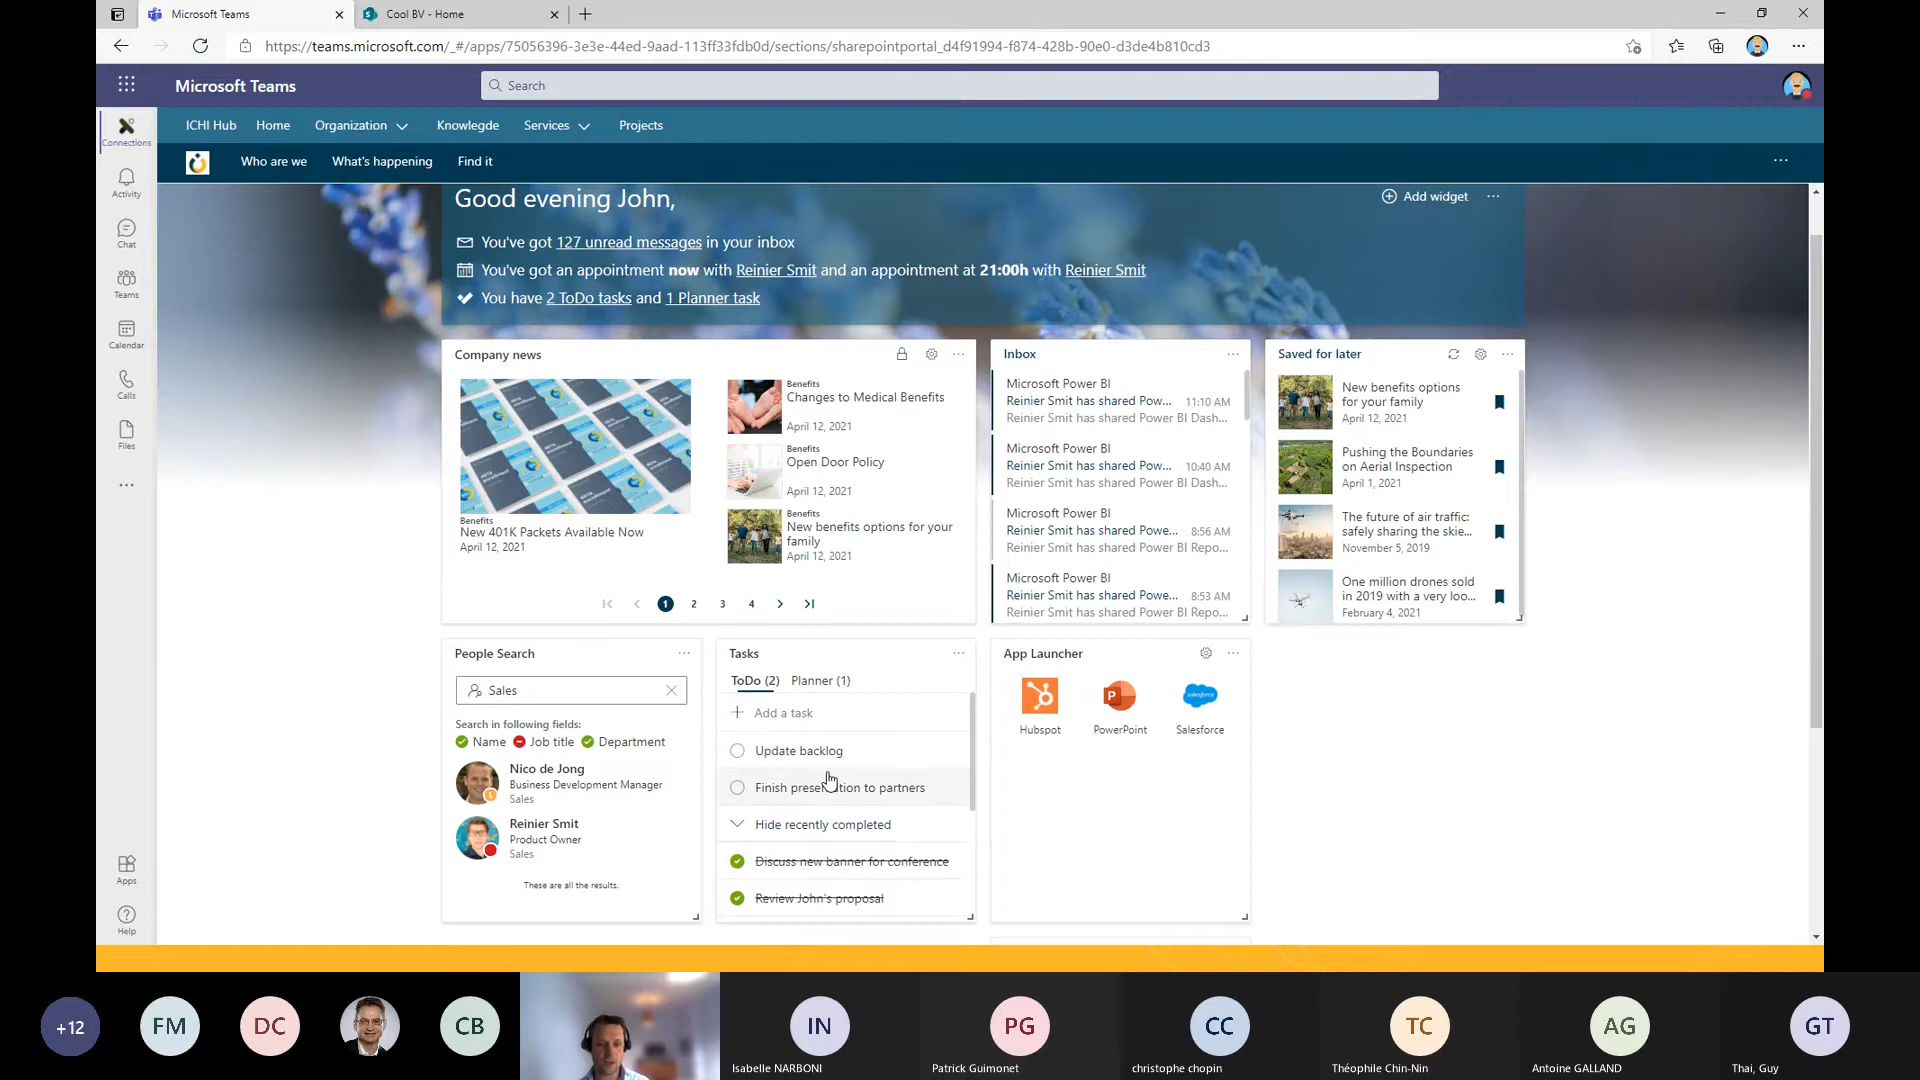 Microsoft Teams
Cool BV - Home
https://teams.microsoft.com/_#/apps/75056396-3e3e-44ed-9aad-113ff33fdb0d/sections/sharepointportal_d4f91994-f874-428b-90e0-d3de4b810cd3
Microsoft Teams
Search
Connections
Activity
Chat
Teams
Calendar
Calls
Files
Apps
Help
ICHI Hub Home Organization Knowlegde Services Projects
Who are we What's happening Find it
Good evening John,
Add widget
You've got 127 unread messages in your inbox
You've got an appointment now with Reinier Smit and an appointment at 21:00h with Reinier Smit
You have 2 ToDo tasks and 1 Planner task
Company news
Benefits
New 401K Packets Available Now
April 12, 2021
Benefits
Changes to Medical Benefits
April 12, 2021
Benefits
Open Door Policy
April 12, 2021
Benefits
New benefits options for your
family
April 12, 2021
1 2 3 4
Inbox
Microsoft Power BI
Reinier Smit has shared Pow... 11:10 AM
Reinier Smit has shared Power BI Dash...
Microsoft Power BI
Reinier Smit has shared Pow... 10:40 AM
Reinier Smit has shared Power BI Dash...
Microsoft Power BI
Reinier Smit has shared Powe... 8:56 AM
Reinier Smit has shared Power BI Repo...
Microsoft Power BI
Reinier Smit has shared Powe... 8:53 AM
Reinier Smit has shared Power BI Repo...
Saved for later
New benefits options
for your family
April 12, 2021
Pushing the Boundaries
on Aerial Inspection
April 1, 2021
The future of air traffic:
safely sharing the skie...
November 5, 2019
One million drones sold
in 2019 with a very loo...
February 4, 2021
People Search
Sales
Search in following fields:
Name Job title Department
Nico de Jong
Business Development Manager
Sales
Reinier Smit
Product Owner
Sales
These are all the results.
Tasks
ToDo (2) Planner (1)
Add a task
Update backlog
Finish presentation to partners
Hide recently completed
Discuss new banner for conference
Review John's proposal
App Launcher
P
salesforce
Hubspot PowerPoint Salesforce
+12 FM DC CB IN PG CC TC AG GT
Isabelle NARBONI
Patrick Guimonet
christophe chopin
Théophile Chin-Nin
Antoine GALLAND
Thai, Guy